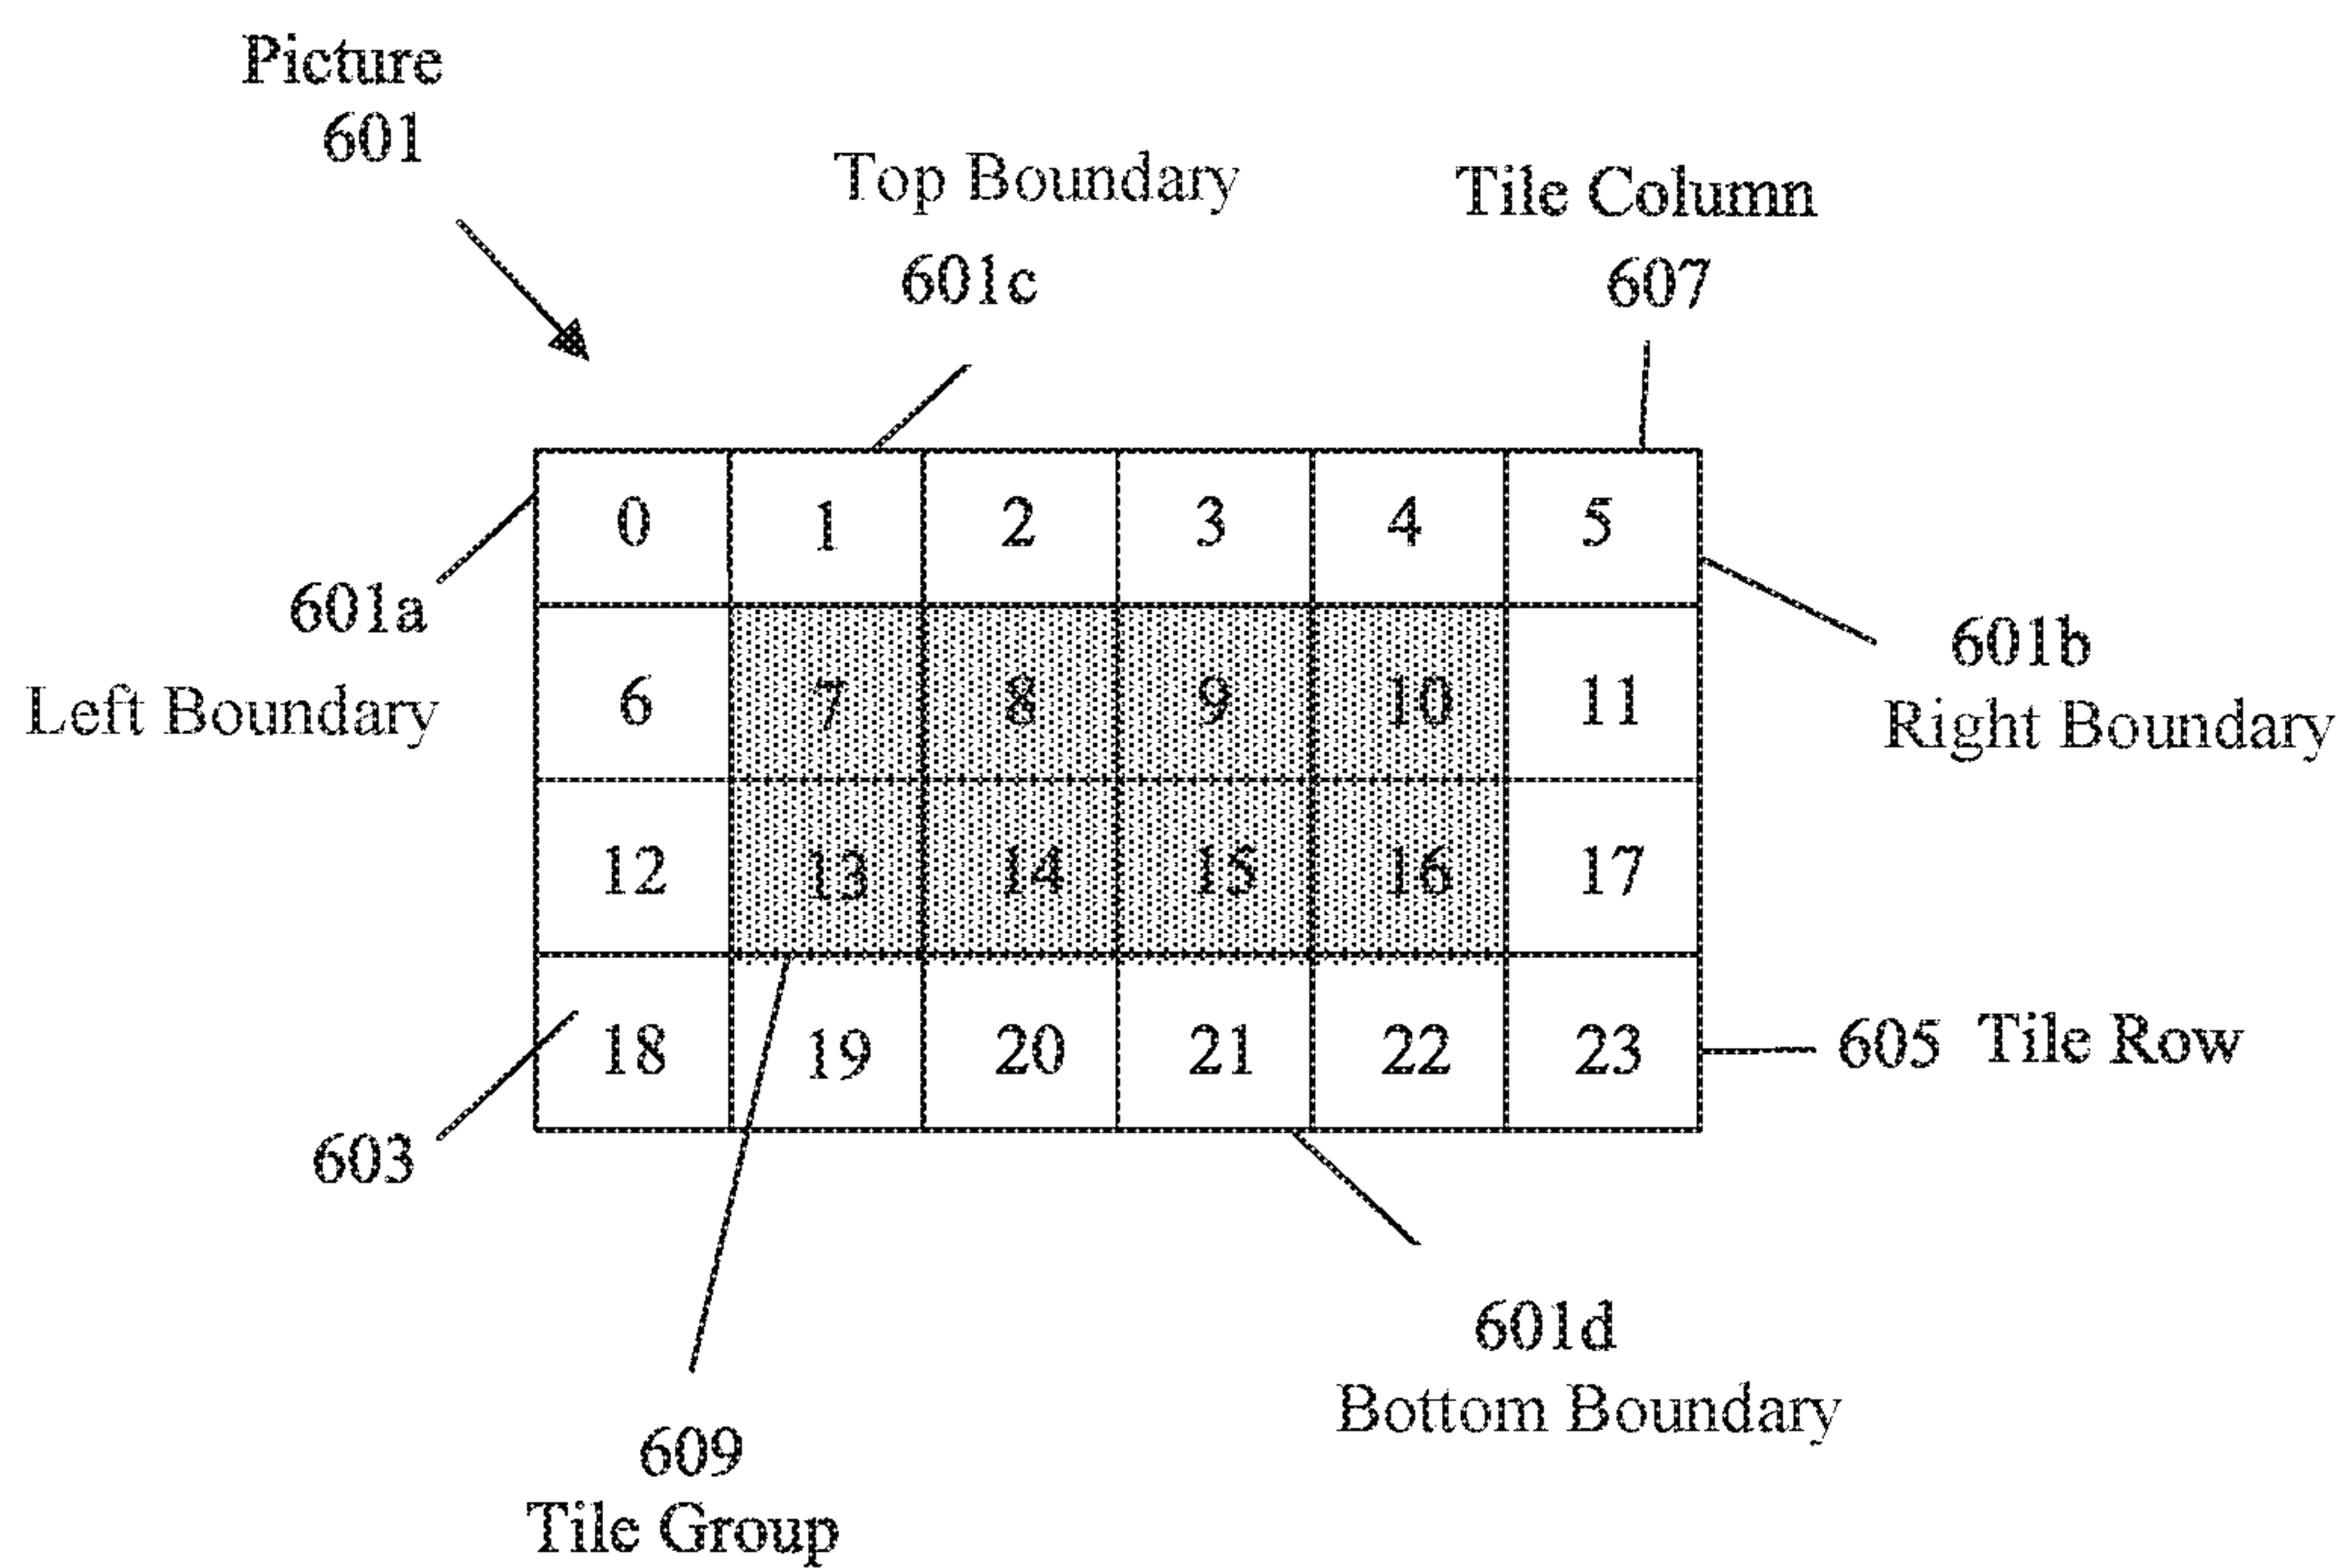 Picture
601
Top Boundary
601c
Tile Column
607
0 1 2 3 4 5
601a
Left Boundary
601b
Right Boundary
6 7 8 9 10 11
12 13 14 15 16 17
18 19 20 21 22 23
605 Tile Row
603
601d
Bottom Boundary
609
Tile Group